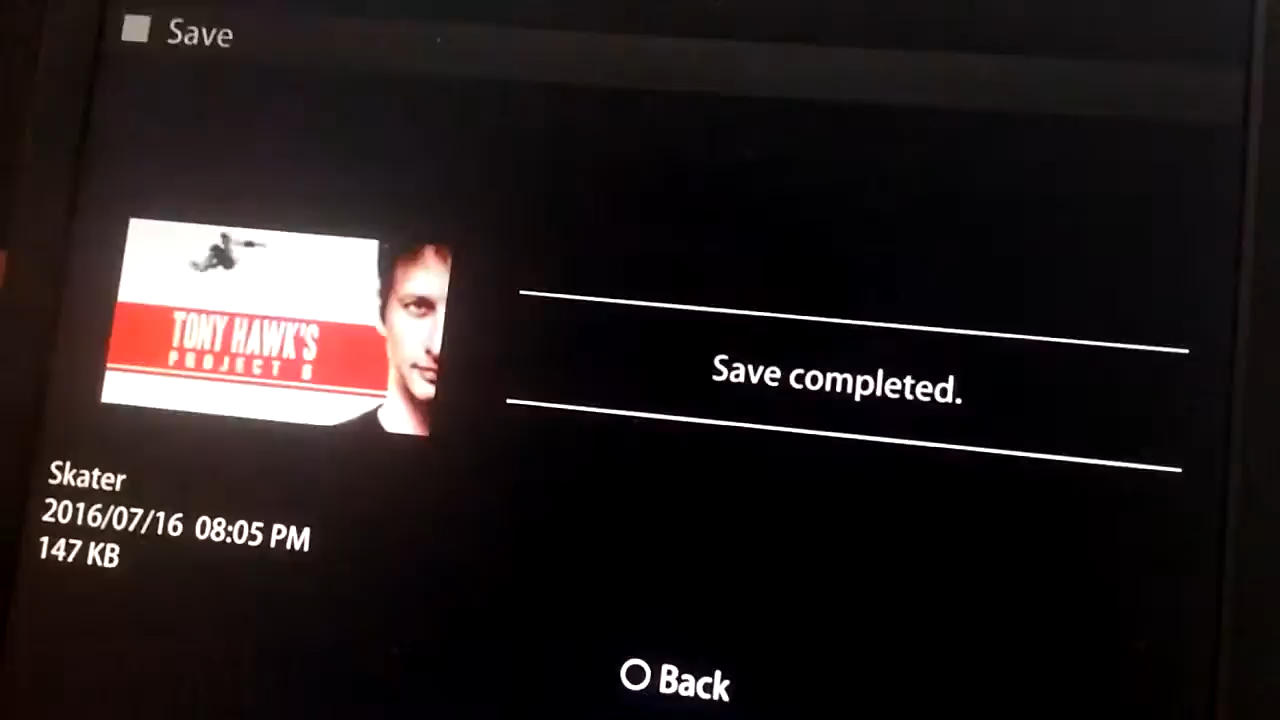 Save
TONY HAWK'S
PROJECT 8
Save completed.
Skater
2016/07/16 08:05 PM
147 KB
Back